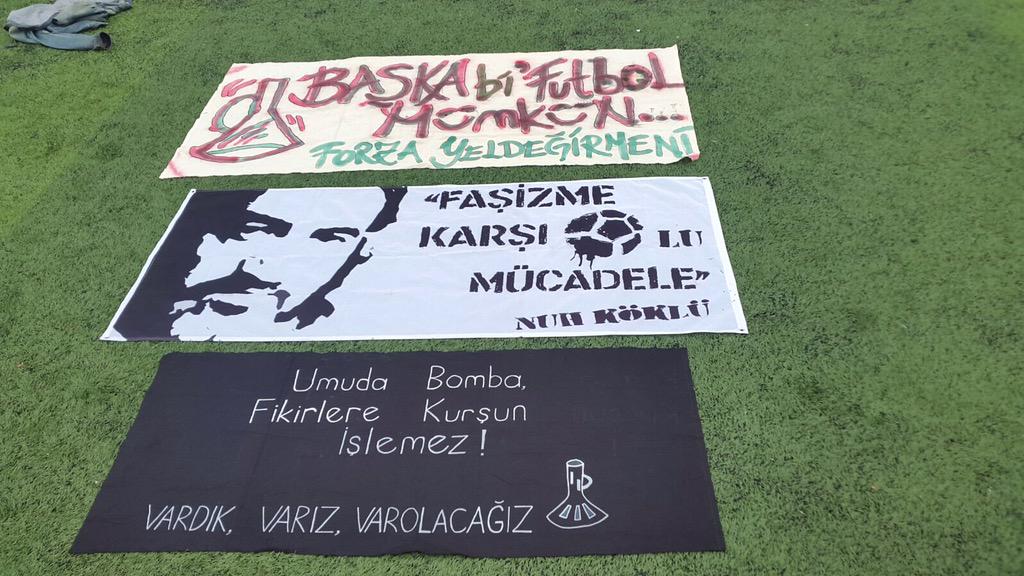 BAŞKA bi' Futbol
Mümkün...
FORZA YELDEĞİRMENİ
"FAŞİZME
KARŞI LU
MÜCADELE"
NUH KÖKLÜ
Umuda Bomba,
Fikirlere Kurşun
İşlemez!
VARDIK, VARIZ, VAROLACAĞIZ